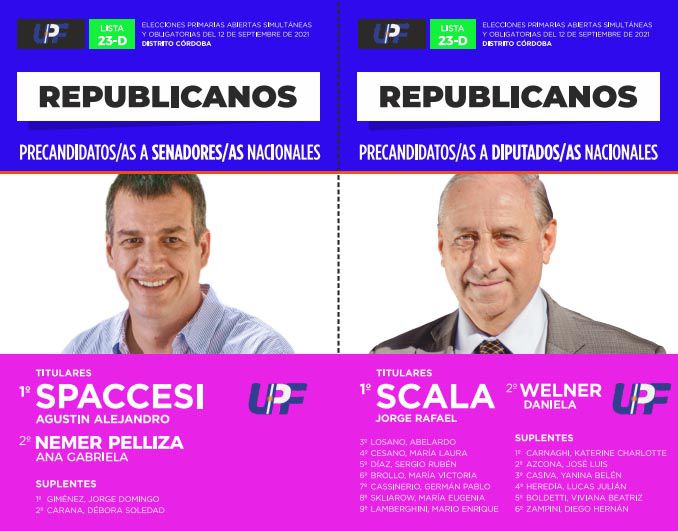 UPF
LISTA
23-D
ELECCIONES PRIMARIAS ABIERTAS SIMULTÁNEAS
Y OBLIGATORIAS DEL 12 DE SEPTIEMBRE DE 2021
DISTRITO CÓRDOBA
REPUBLICANOS
PRECANDIDATOS/AS A SENADORES/AS NACIONALES
TITULARES
1º SPACCESI
AGUSTIN ALEJANDRO
UPF
2º NEMER PELLIZA
ANA GABRIELA
SUPLENTES
1º GIMÉNEZ, JORGE DOMINGO
2º CARANA, DÉBORA SOLEDAD
UPF
LISTA
23-D
ELECCIONES PRIMARIAS ABIERTAS SIMULTÁNEAS
Y OBLIGATORIAS DEL 12 DE SEPTIEMBRE DE 2021
DISTRITO CÓRDOBA
REPUBLICANOS
PRECANDIDATOS/AS A DIPUTADOS/AS NACIONALES
TITULARES
1º SCALA
JORGE RAFAEL
2º WELNER
DANIELA
UPF
3º LOSANO, ABELARDO
4º CESANO, MARÍA LAURA
5º DÍAZ, SERGIO RUBÉN
6º BROLLO, MARÍA VICTORIA
7º CASSINERIO, GERMÁN PABLO
8º SKLIAROW, MARÍA EUGENIA
9º LAMBERGHINI, MARIO ENRIQUE
SUPLENTES
1º CARNAGHI, KATERINE CHARLOTTE
2º AZCONA, JOSÉ LUIS
3º CASIVA, YANINA BELÉN
4º HEREDIA, LUCAS JULIÁN
5º BOLDETTI, VIVIANA BEATRIZ
6º ZAMPINI, DIEGO HERNÁN